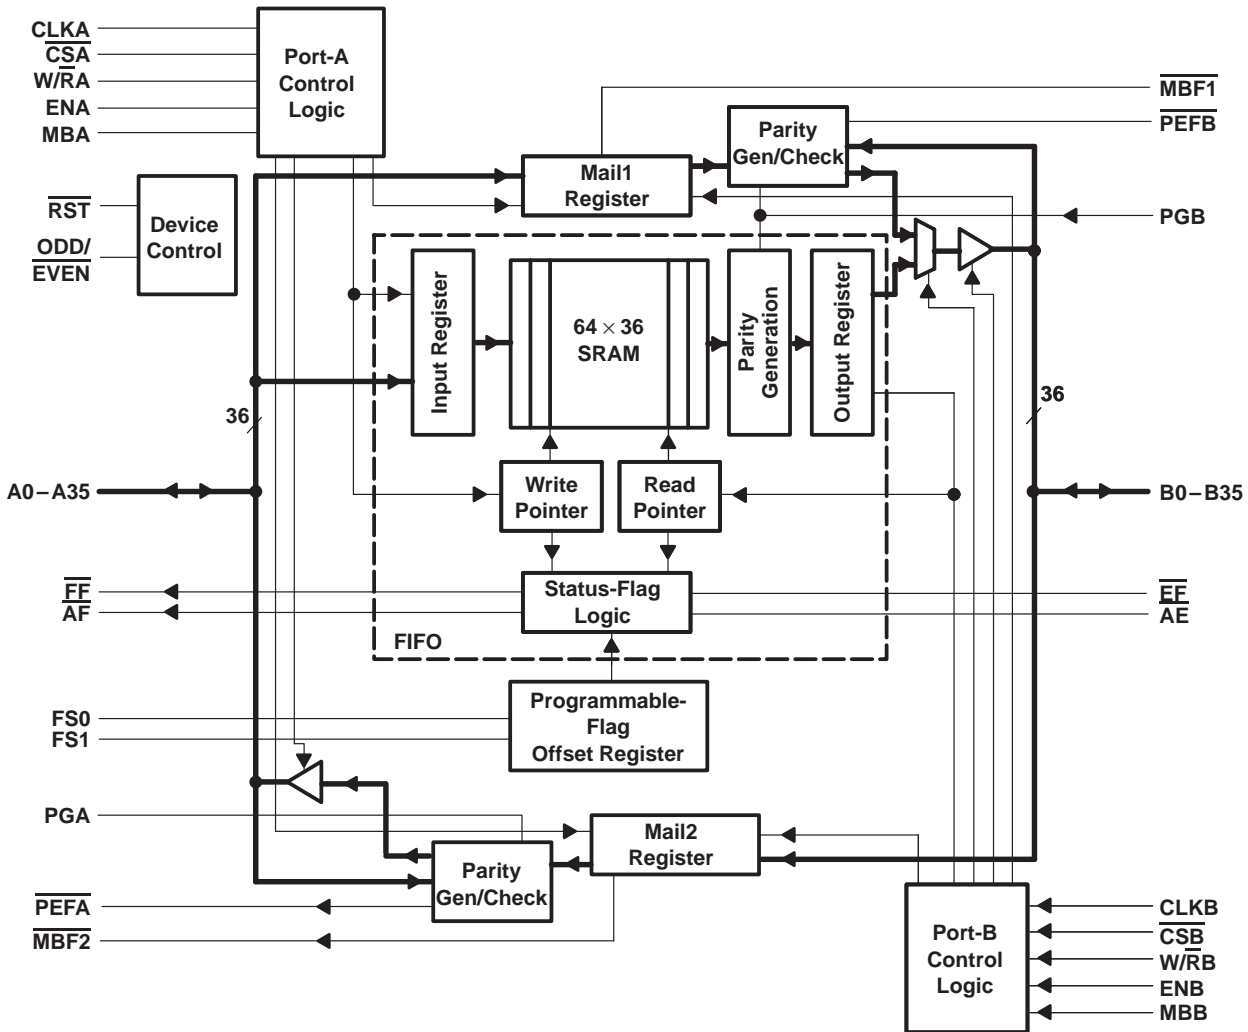 CLKA
CSA
W/RA
ENA
MBA
Port-A
Control
Logic
MBF1
PEFB
Parity
Gen/Check
Mail1
Register
RST
ODD/
EVEN
Device
Control
PGB
Input Register
64 × 36
SRAM
Parity
Generation
Output Register
36
36
A0–A35
Write
Pointer
Read
Pointer
B0–B35
FF
AF
Status-Flag
Logic
EF
AE
FIFO
FS0
FS1
Programmable-
Flag
Offset Register
PGA
Mail2
Register
Parity
Gen/Check
PEFA
MBF2
Port-B
Control
Logic
CLKB
CSB
W/RB
ENB
MBB